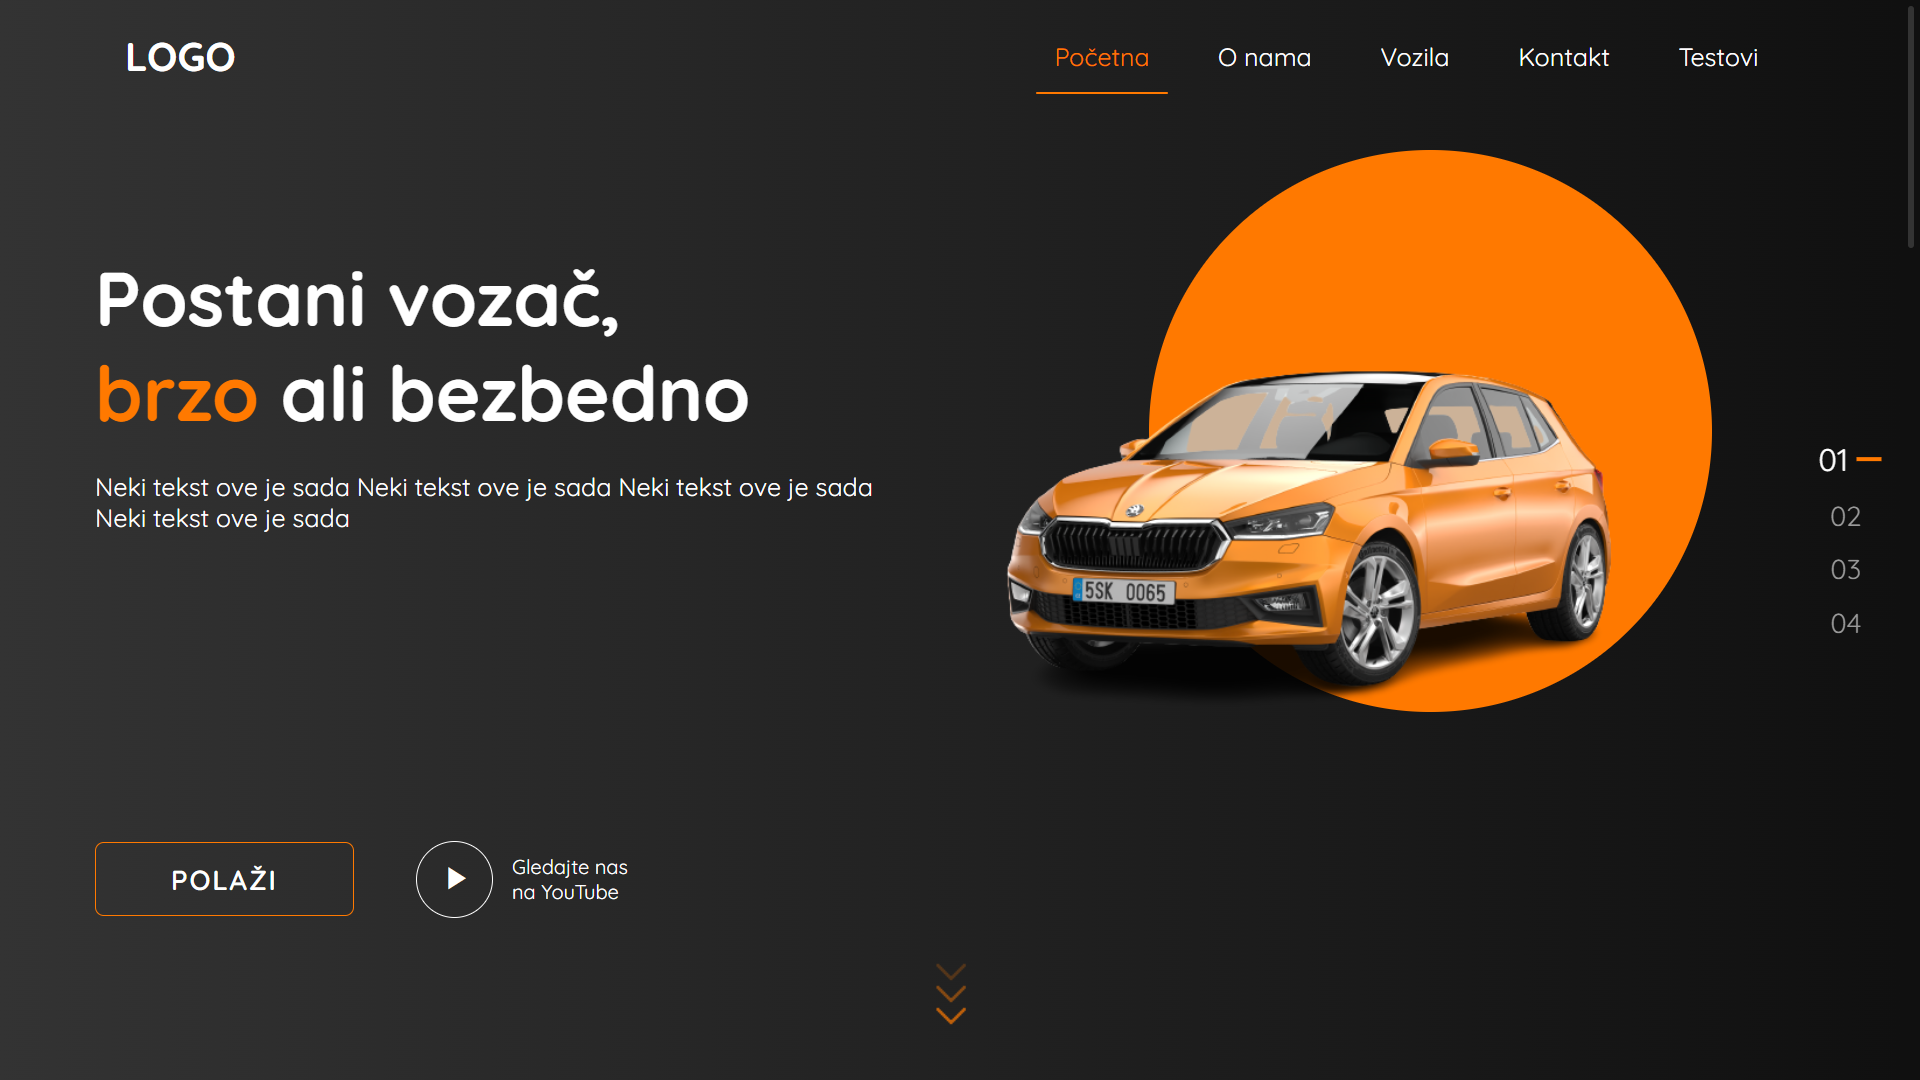 LOGO
Početna
O nama
Vozila
Kontakt
Testovi
Postani vozač,
brzo ali bezbedno
Neki tekst ove je sada Neki tekst ove je sada Neki tekst ove je sada
Neki tekst ove je sada
5SK 0065
01
02
03
04
POLAŽI
Gledajte nas
na YouTube